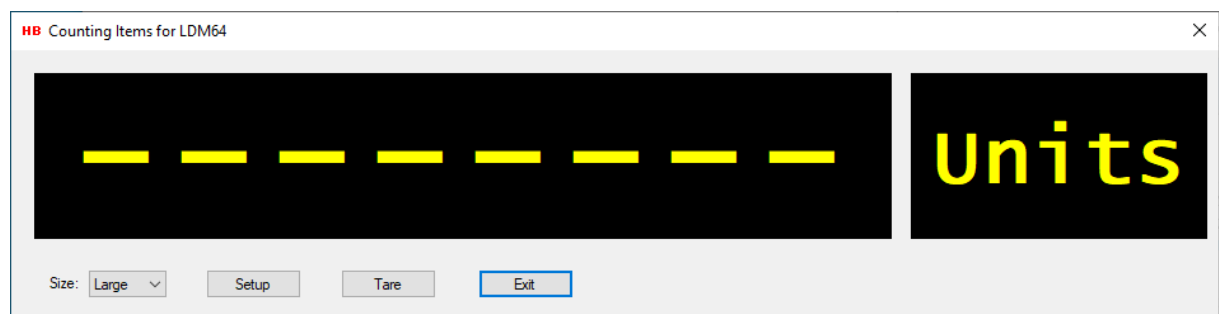 HB Counting Items for LDM64
– – – – – – – – Units
Size: Large Setup Tare Exit